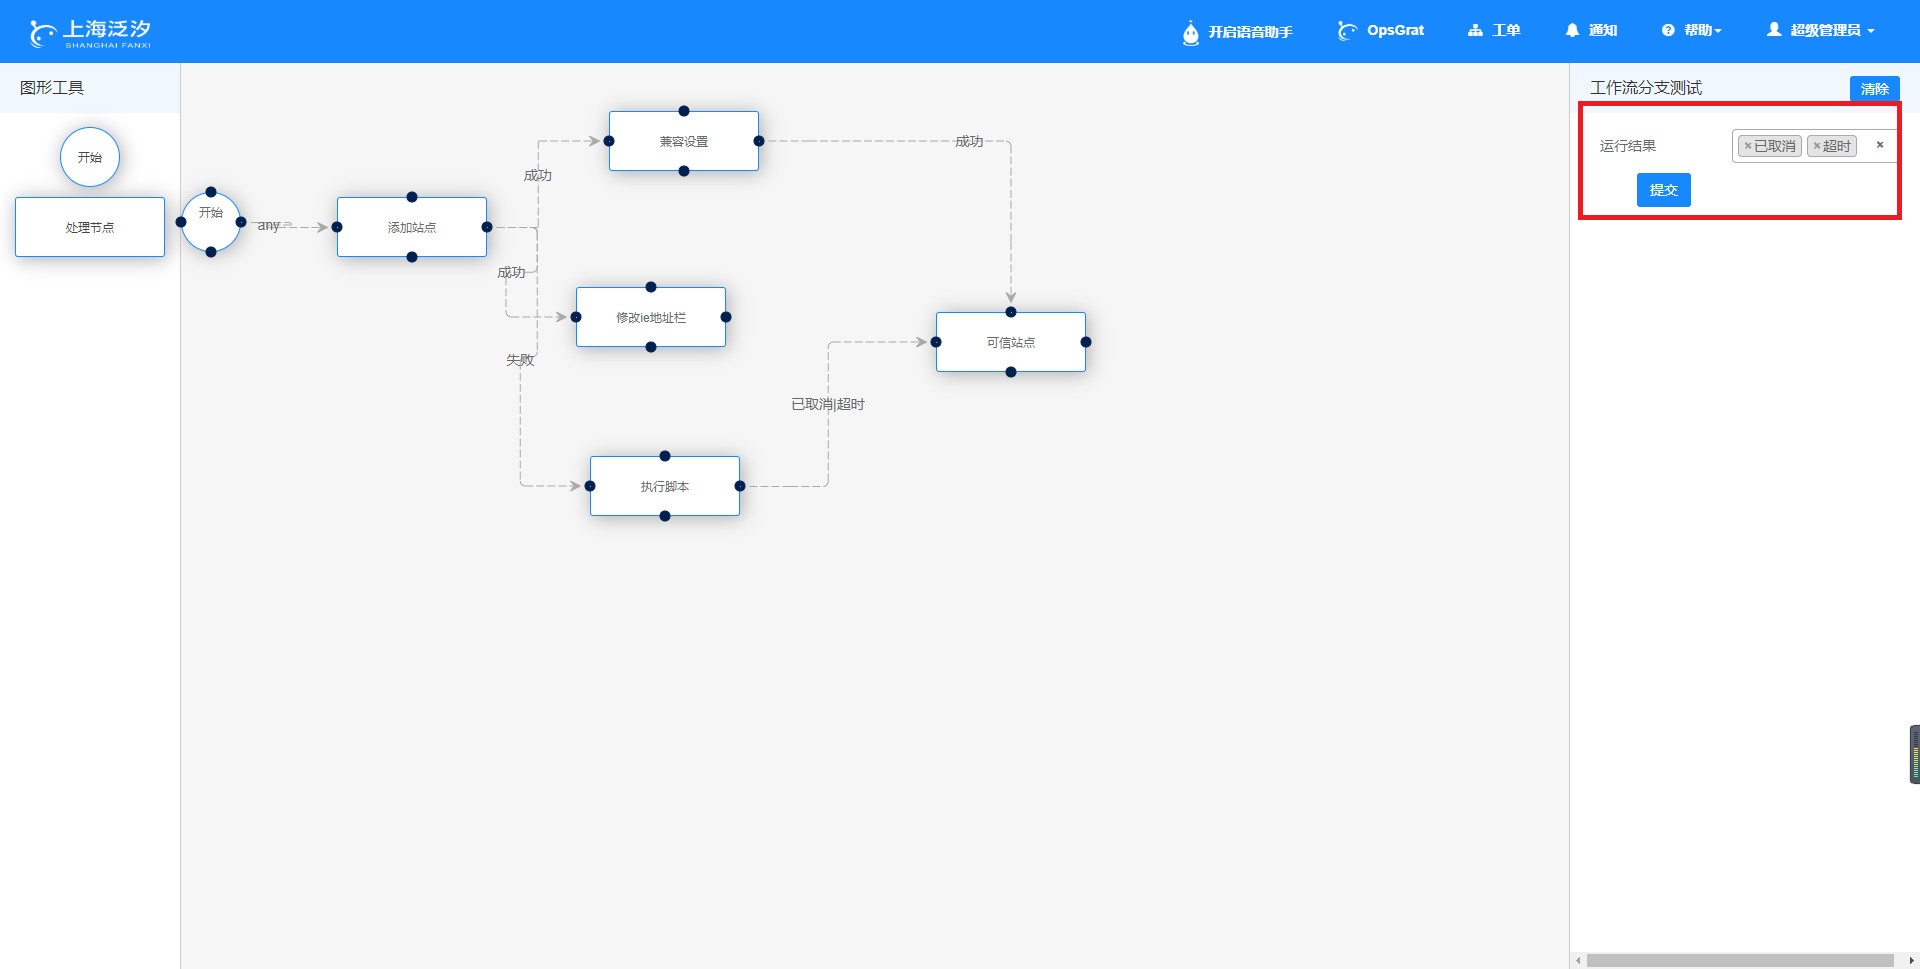 上海泛汐
SHANGHAI FANXI
开启语音助手
OpsGrat
工单
通知
帮助
超级管理员
图形工具
开始
处理节点
开始
any
添加站点
成功
兼容设置
成功
成功
修改ie地址栏
失败
可信站点
已取消|超时
执行脚本
工作流分支测试
清除
运行结果
×已取消 ×超时 ×
提交